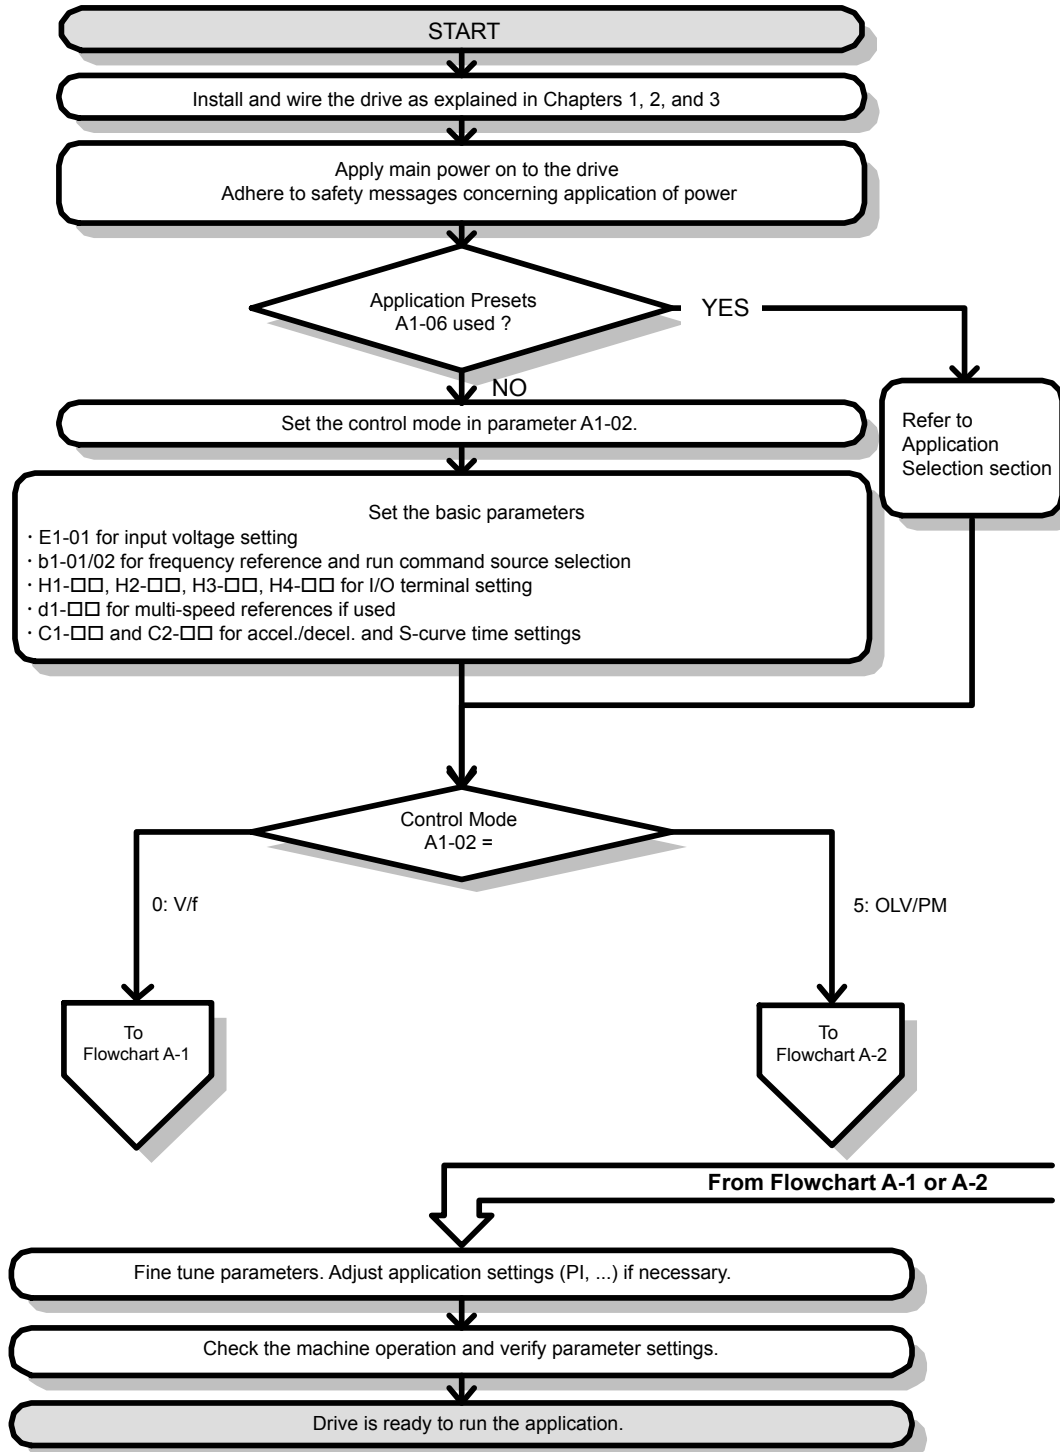 START
Install and wire the drive as explained in Chapters 1, 2, and 3
Apply main power on to the drive
Adhere to safety messages concerning application of power
Application Presets
A1-06 used ?
YES
NO
Set the control mode in parameter A1-02.
Refer to
Application
Selection section
Set the basic parameters
· E1-01 for input voltage setting
· b1-01/02 for frequency reference and run command source selection
· H1-□□, H2-□□, H3-□□, H4-□□ for I/O terminal setting
· d1-□□ for multi-speed references if used
· C1-□□ and C2-□□ for accel./decel. and S-curve time settings
Control Mode
A1-02 =
0: V/f
5: OLV/PM
To
Flowchart A-1
To
Flowchart A-2
From Flowchart A-1 or A-2
Fine tune parameters. Adjust application settings (PI, ...) if necessary.
Check the machine operation and verify parameter settings.
Drive is ready to run the application.